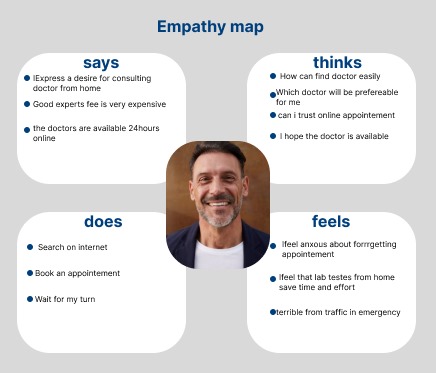 Empathy map
says
IExpress a desire for consulting
doctor from home
Good experts fee is very expensive
the doctors are available 24hours
online
thinks
How can find doctor easily
Which doctor will be prefereable
for me
can i trust online appointement
I hope the doctor is available
does
Search on internet
Book an appointement
Wait for my turn
feels
Ifeel anxous about forrrgetting
appointement
Ifeel that lab testes from home
save time and effort
terrible from traffic in emergency